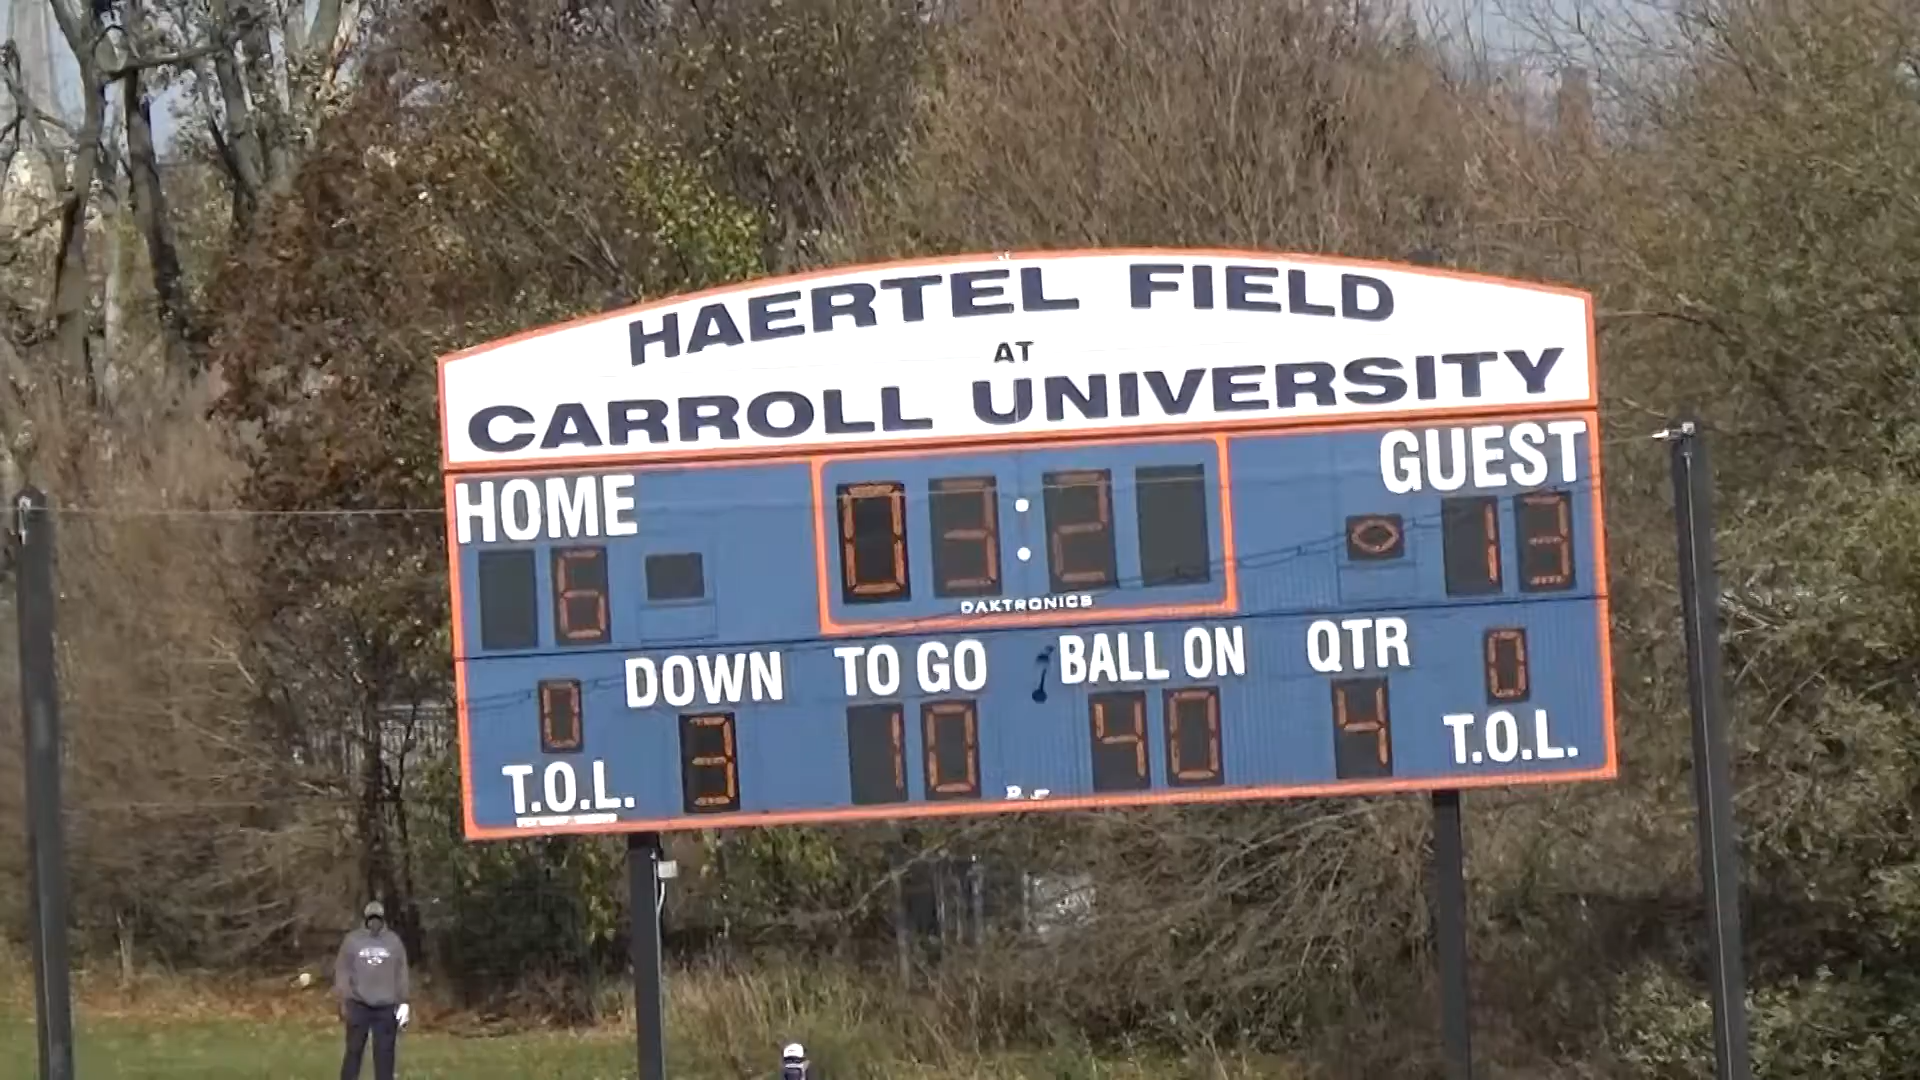 HAERTEL FIELD
AT
CARROLL UNIVERSITY
HOME
GUEST
6
03:2
13
DAKTRONICS
DOWN
TO GO
BALL ON
QTR
0
0
T.O.L.
3
10
40
4
T.O.L.